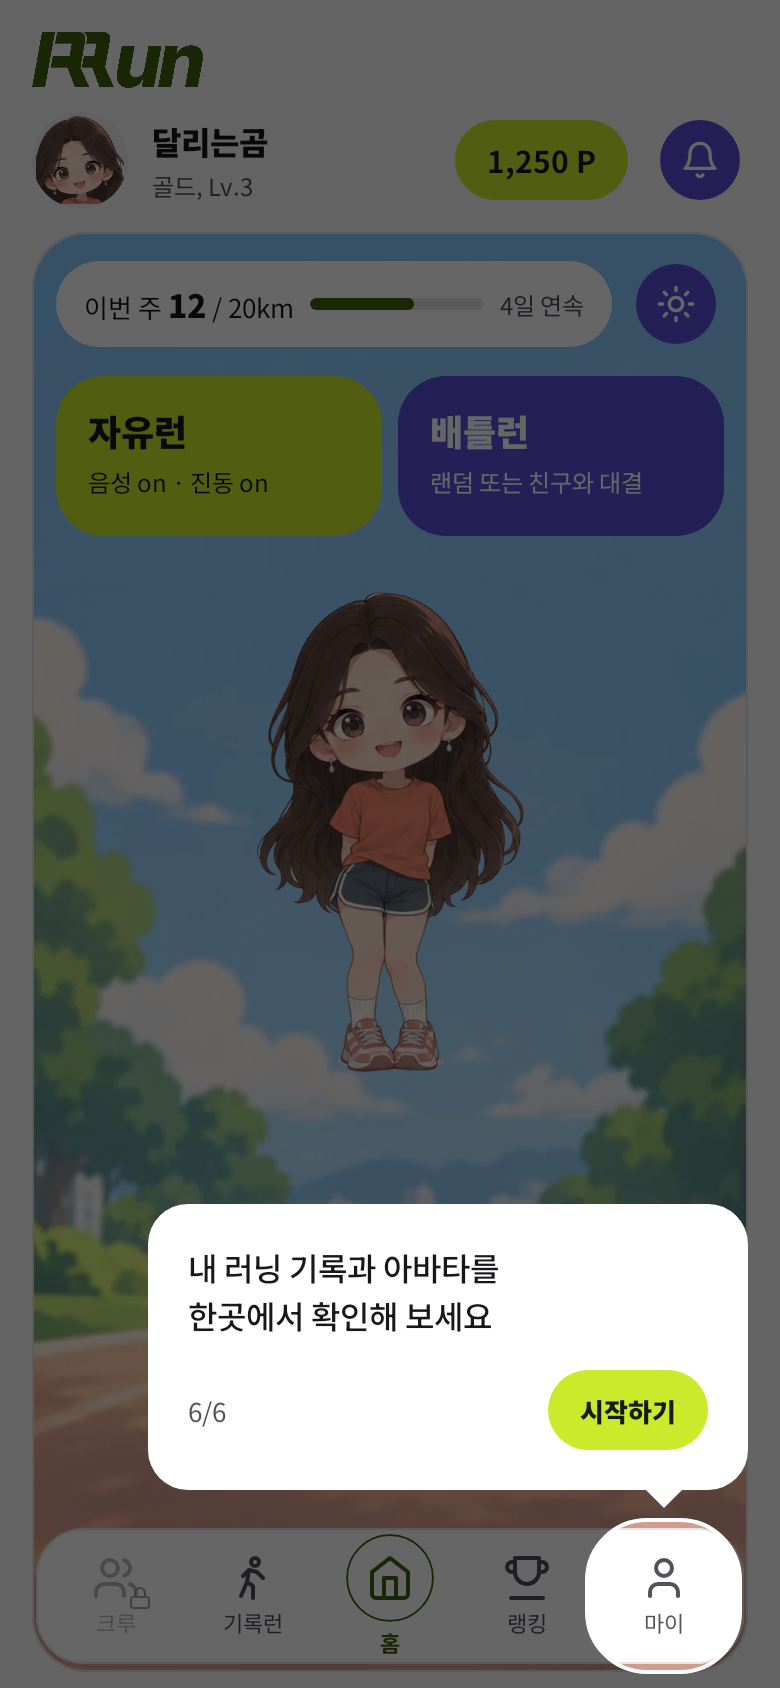 RRun
달리는곰
1,250 P
골드, Lv.3
이번 주 12 / 20km
4일 연속
자유런
음성 on · 진동 on
배틀런
랜덤 또는 친구와 대결
내 러닝 기록과 아바타를
한곳에서 확인해 보세요
6/6
시작하기
크루
기록런
홈
랭킹
마이